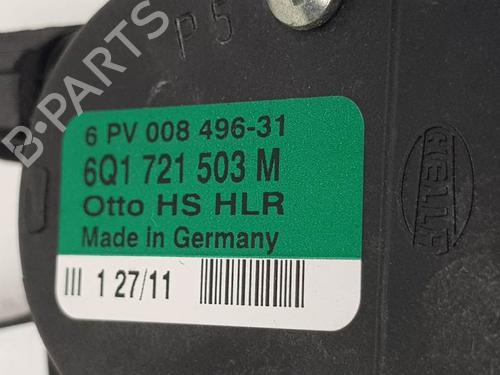 P 5
B-PARTS
6 PV 008 496-31
6Q1 721 503 M
Otto HS HLR
Made in Germany
III 1 27/11
HELLA